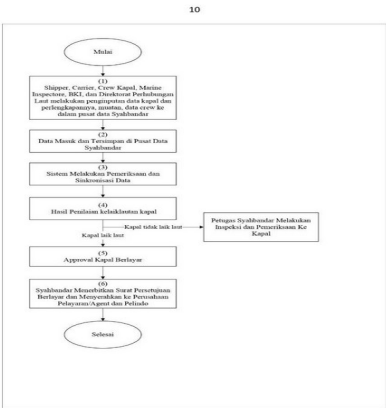 10
Mulai
(1)
Shipper, Carrier, Crew Kapal, Marine
Inspectore, BKI, dan Direktorat Perhubungan
Laut melakukan penginputan data kapal dan
perlengkapannya, muatan, data crew ke
dalam pusat data Syahbandar
(2)
Data Masuk dan Tersimpan di Pusat Data
Syahbandar
(3)
Sistem Melakukan Pemeriksaan dan
Sinkronisasi Data
(4)
Hasil Penilaian kelaiklautan kapal
Kapal tidak laik laut
Petugas Syahbandar Melakukan
Inspeksi dan Pemeriksaan Ke
Kapal
Kapal laik laut
(5)
Approval Kapal Berlayar
(6)
Syahbandar Menerbitkan Surat Persetujuan
Berlayar dan Menyerahkan ke Perusahaan
Pelayaran/Agent dan Pelindo
Selesai